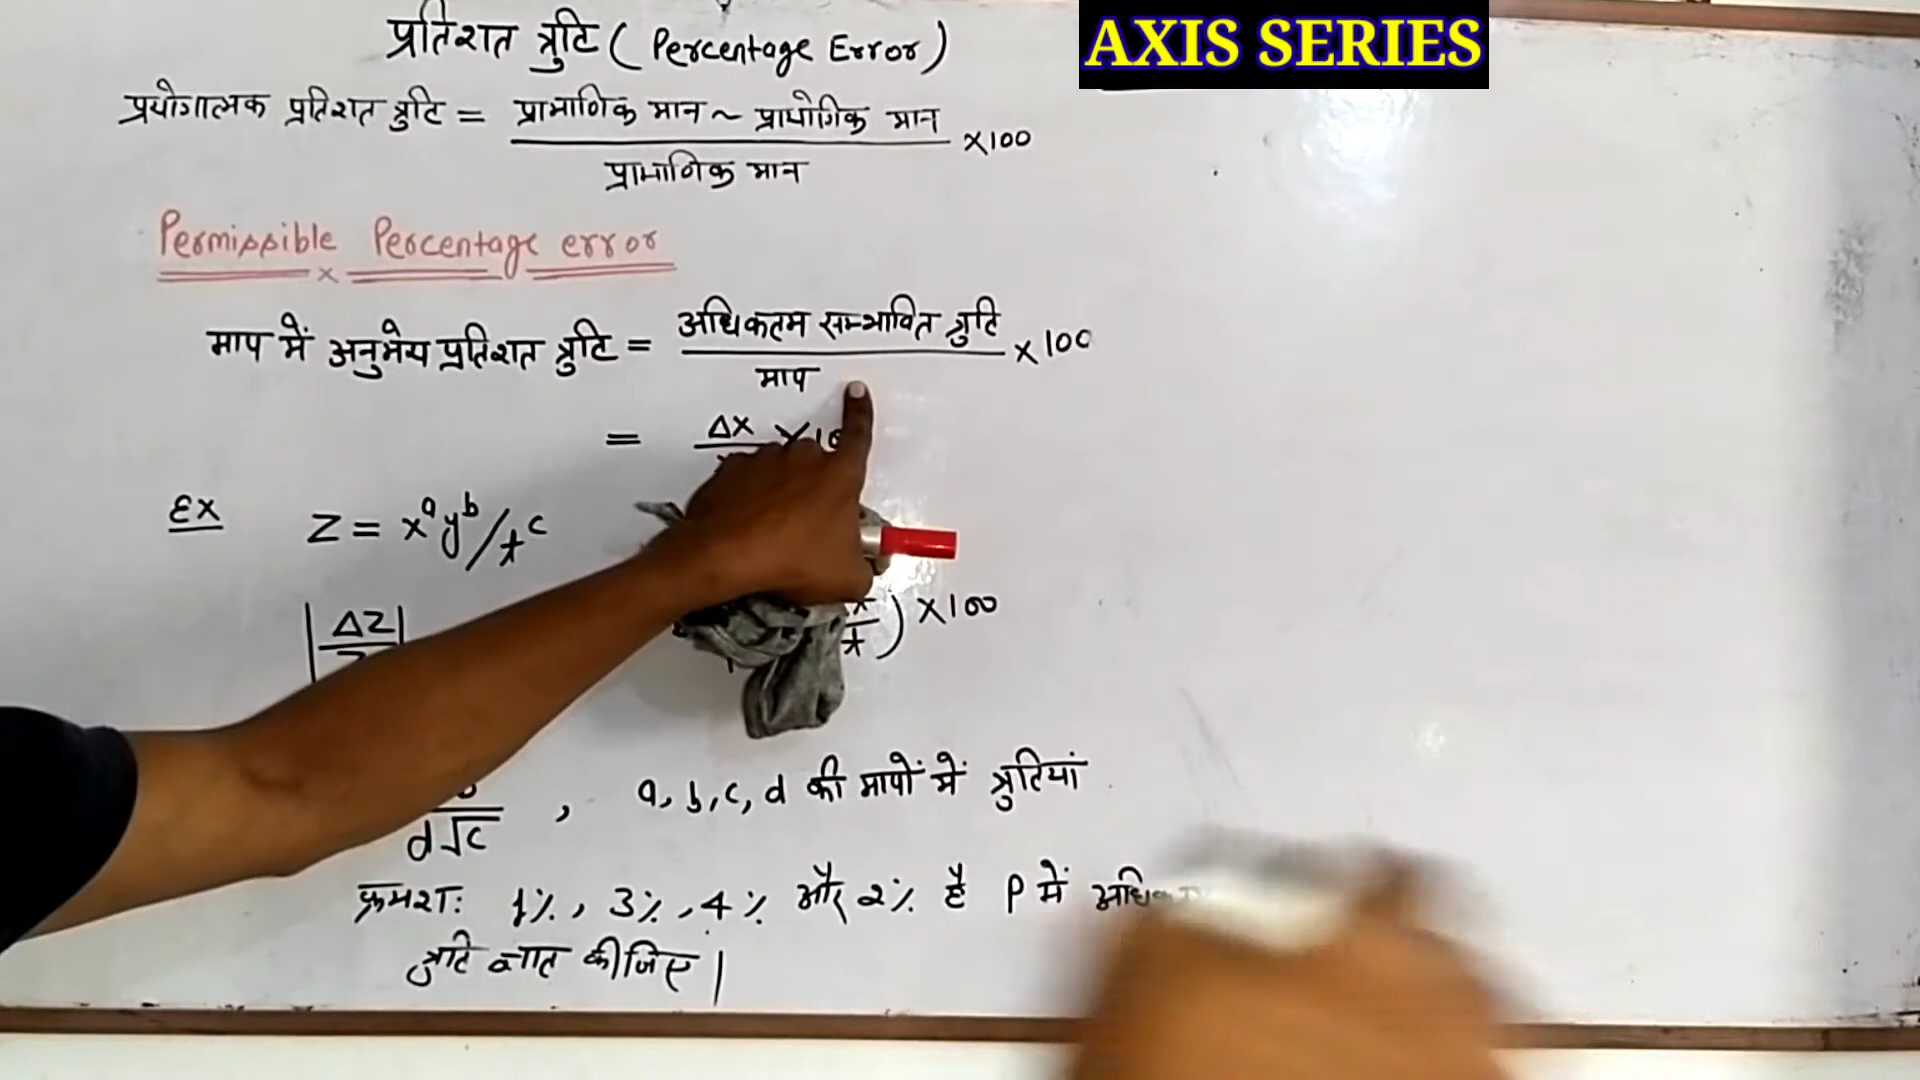 AXIS SERIES
प्रतिशत त्रुटि ( Percentage Error )
प्रयोगात्मक प्रतिशत त्रुटि = प्रामाणिक मान ~ प्रायोगिक मान / प्रामाणिक मान ×100
Permissible Percentage error
माप में अनुमेय प्रतिशत त्रुटि = अधिकतम सम्भावित त्रुटि / माप × 100
= Δx
Ex Z = x^a y^b / t^c
|ΔZ| t ) ×100
d√c , a, b, c, d की मापों में त्रुटियां
क्रमशः 1%, 3%, 4% और 2% है P में
त्रुटि ज्ञात कीजिए |